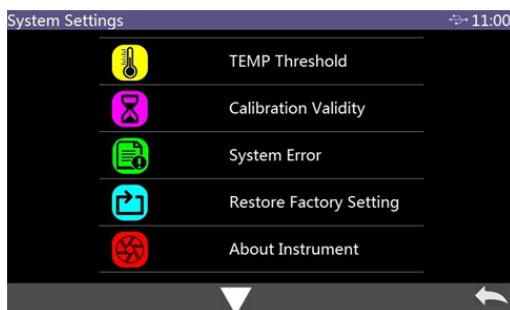 System Settings 11:00
TEMP Threshold
Calibration Validity
System Error
Restore Factory Setting
About Instrument